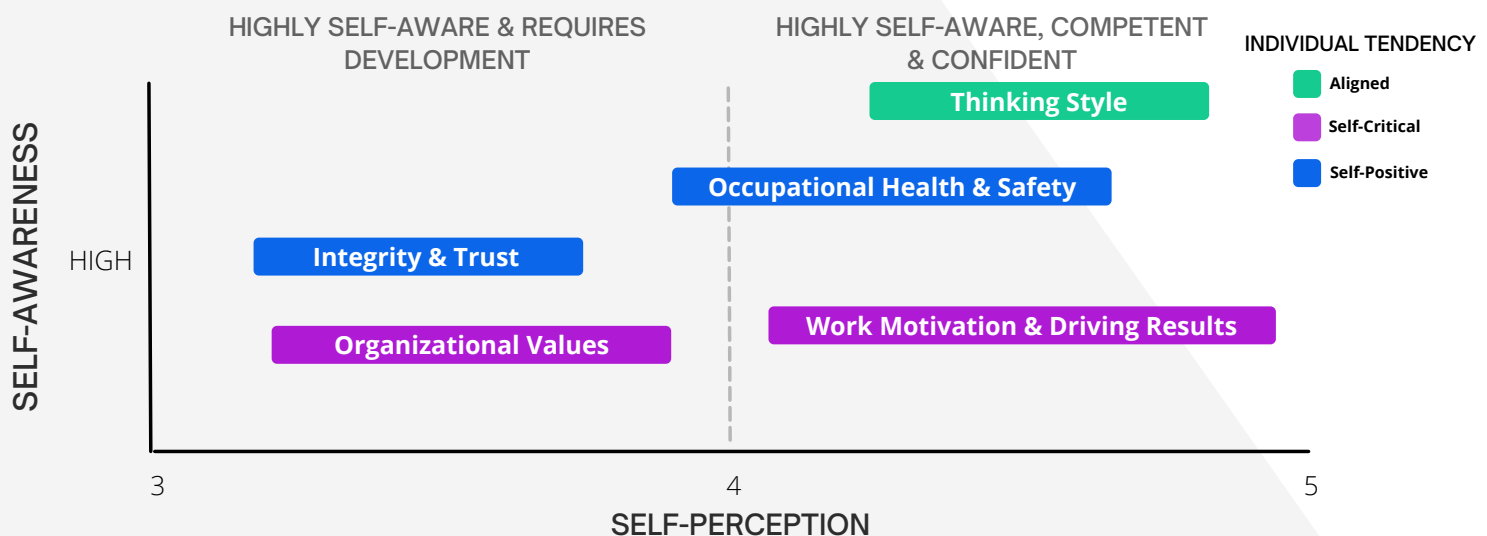 HIGHLY SELF-AWARE & REQUIRES
DEVELOPMENT
HIGHLY SELF-AWARE, COMPETENT
& CONFIDENT
INDIVIDUAL TENDENCY
Aligned
Self-Critical
Self-Positive
Thinking Style
Occupational Health & Safety
Integrity & Trust
Work Motivation & Driving Results
Organizational Values
SELF-AWARENESS
HIGH
3
4
5
SELF-PERCEPTION